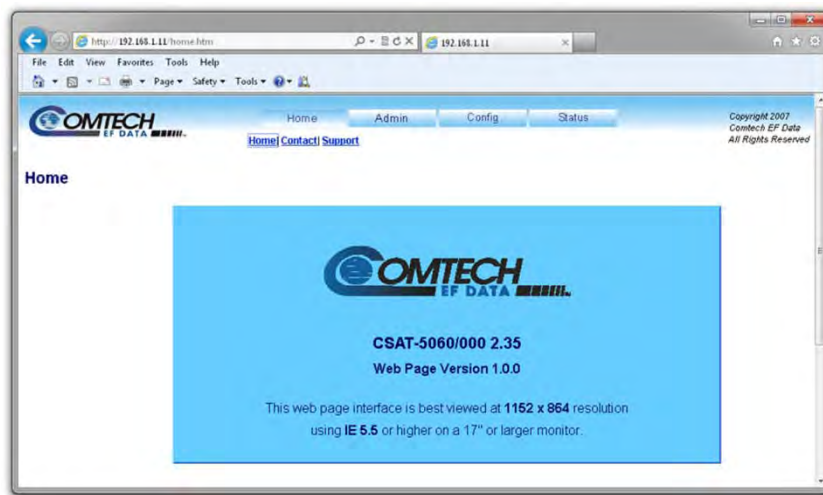 http://192.168.1.11/home.htm
192.168.1.11
File Edit View Favorites Tools Help
Page Safety Tools
COMTECH
EF DATA
Home Admin Config Status
Copyright 2007
Comtech EF Data
All Rights Reserved
Home| Contact| Support
Home
COMTECH
EF DATA
CSAT-5060/000 2.35
Web Page Version 1.0.0
This web page interface is best viewed at 1152 x 864 resolution
using IE 5.5 or higher on a 17" or larger monitor.